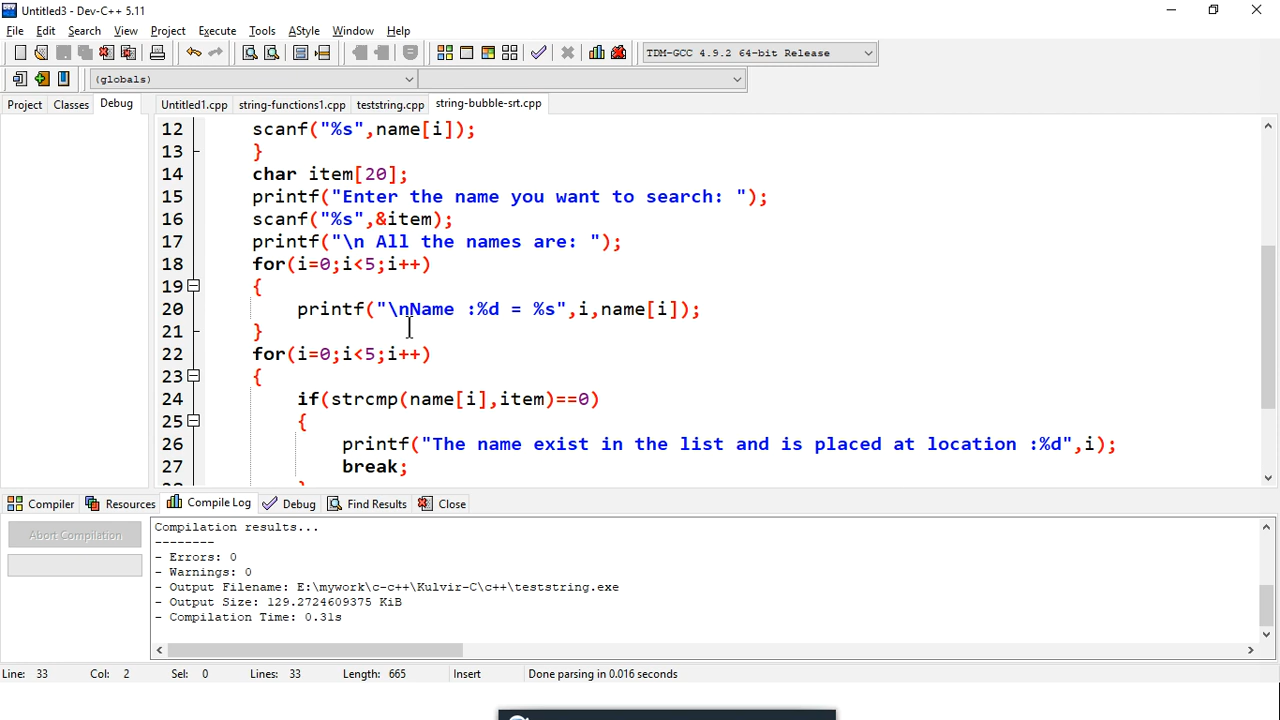 Untitled3 - Dev-C++ 5.11
File Edit Search View Project Execute Tools AStyle Window Help
TDM-GCC 4.9.2 64-bit Release
(globals)
Project Classes Debug Untitled1.cpp string-functions1.cpp teststring.cpp string-bubble-srt.cpp
12 scanf("%s",name[i]);
13 }
14 char item[20];
15 printf("Enter the name you want to search: ");
16 scanf("%s",&item);
17 printf("\n All the names are: ");
18 for(i=0;i<5;i++)
19 {
20 printf("\nName :%d = %s",i,name[i]);
21 }
22 for(i=0;i<5;i++)
23 {
24 if(strcmp(name[i],item)==0)
25 {
26 printf("The name exist in the list and is placed at location :%d",i);
27 break;
Compiler Resources Compile Log Debug Find Results Close
Abort Compilation
Compilation results...
--------
- Errors: 0
- Warnings: 0
- Output Filename: E:\mywork\c-c++\Kulvir-C\c++\teststring.exe
- Output Size: 129.2724609375 KiB
- Compilation Time: 0.31s
Line: 33 Col: 2 Sel: 0 Lines: 33 Length: 665 Insert Done parsing in 0.016 seconds